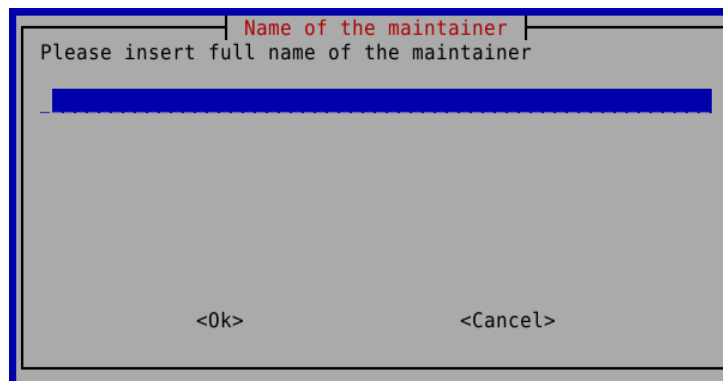 Name of the maintainer
Please insert full name of the maintainer
<Ok> <Cancel>